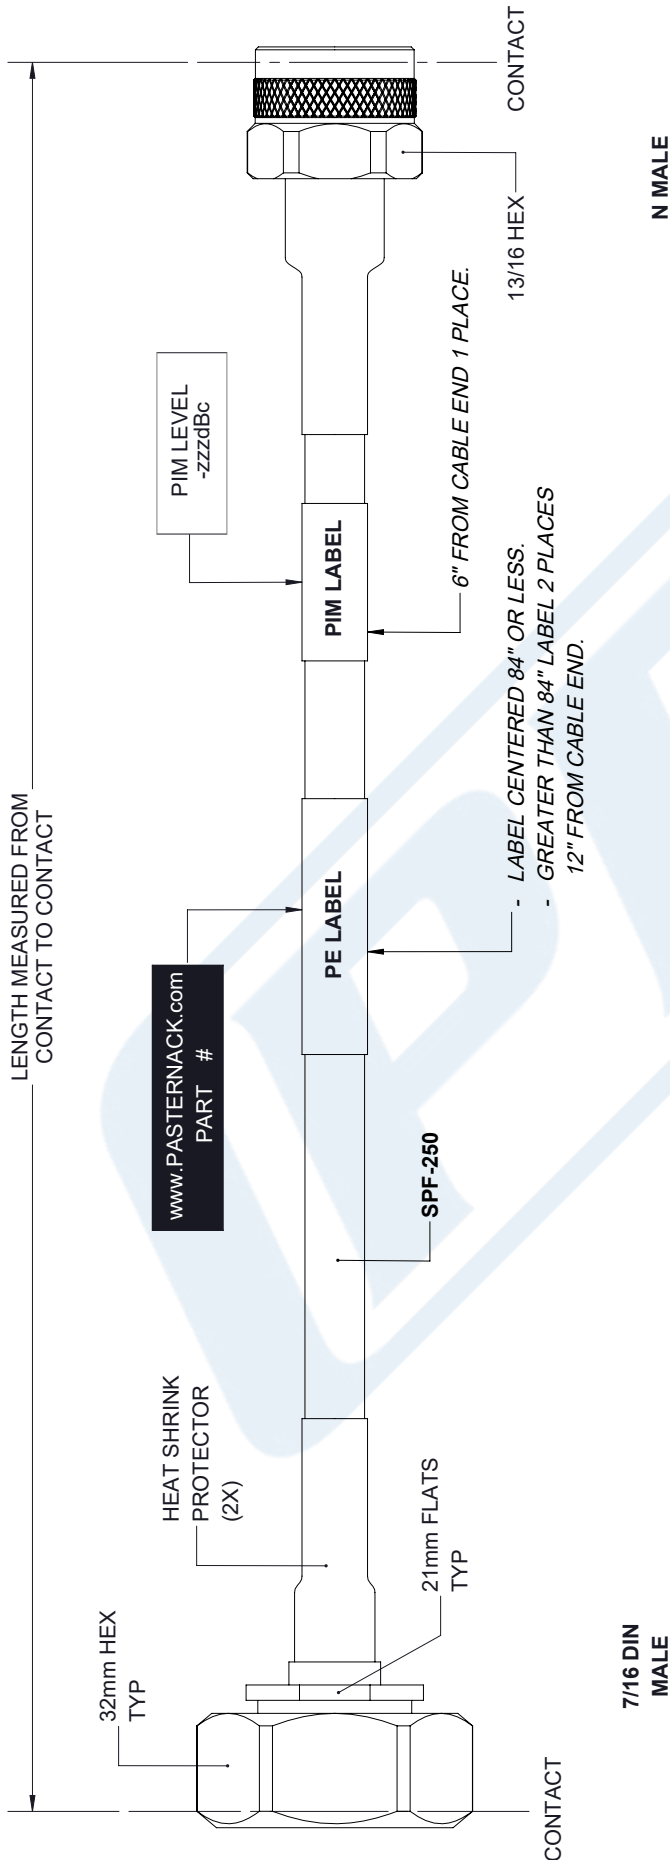 LENGTH MEASURED FROM
CONTACT TO CONTACT
32mm HEX
TYP
HEAT SHRINK
PROTECTOR
(2X)
www.PASTERNACK.com
PART #
PIM LEVEL
-zzzdBc
PE LABEL
PIM LABEL
21mm FLATS
TYP
SPF-250
- LABEL CENTERED 84" OR LESS.
- GREATER THAN 84" LABEL 2 PLACES
12" FROM CABLE END.
6" FROM CABLE END 1 PLACE.
13/16 HEX
CONTACT
CONTACT
7/16 DIN
MALE
N MALE